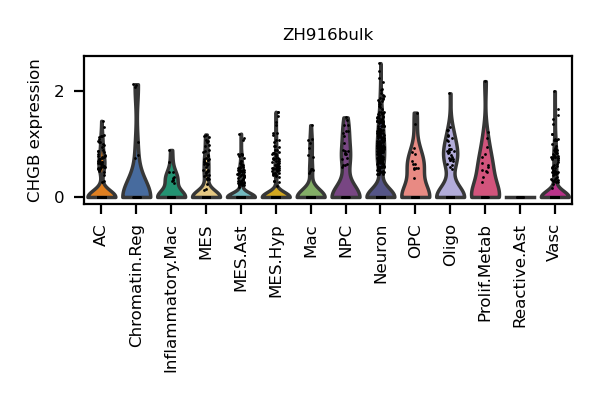 ZH916bulk
CHGB expression
2
0
AC
Chromatin.Reg
Inflammatory.Mac
MES
MES.Ast
MES.Hyp
Mac
NPC
Neuron
OPC
Oligo
Prolif.Metab
Reactive.Ast
Vasc